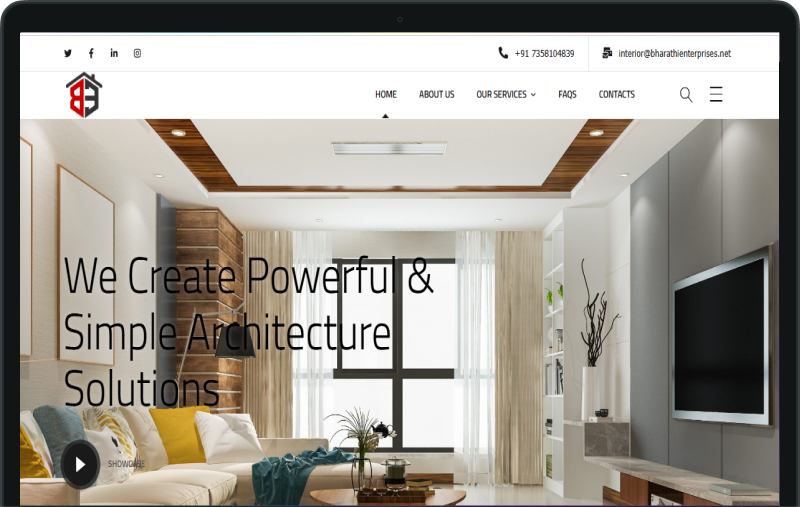 +91 7358104839
interior@bharathienterprises.net
HOME ABOUT US OUR SERVICES FAQS CONTACTS
We Create Powerful &
Simple Architecture
Solutions
SHOWCASE